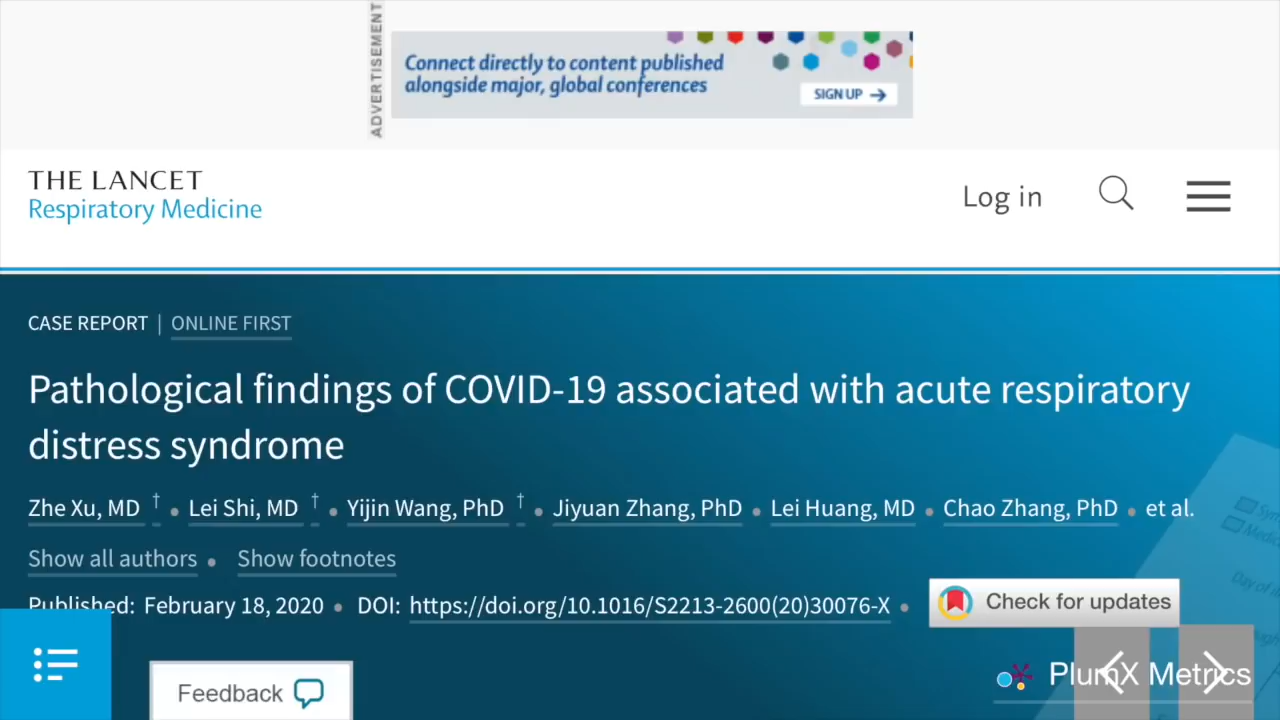 ADVERTISEMENT
Connect directly to content published
alongside major, global conferences
SIGN UP →
THE LANCET
Respiratory Medicine
Log in
CASE REPORT | ONLINE FIRST
Pathological findings of COVID-19 associated with acute respiratory
distress syndrome
Zhe Xu, MD † • Lei Shi, MD † • Yijin Wang, PhD † • Jiyuan Zhang, PhD • Lei Huang, MD • Chao Zhang, PhD • et al.
Show all authors • Show footnotes
Published: February 18, 2020 • DOI: https://doi.org/10.1016/S2213-2600(20)30076-X •
Check for updates
PlumX Metrics
Feedback